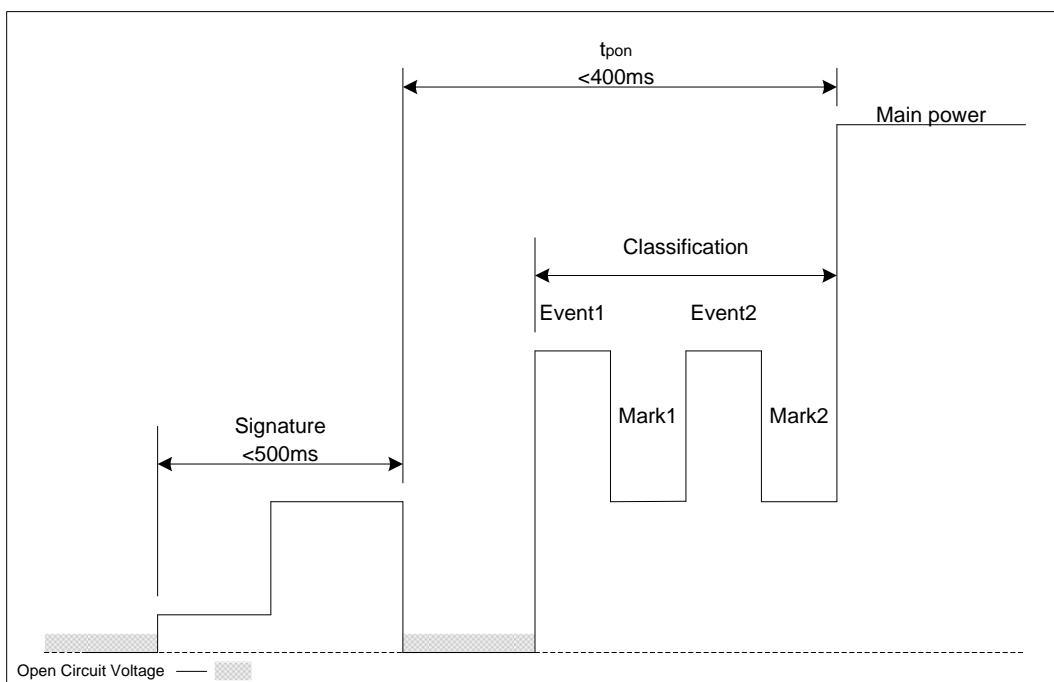 tpon
<400ms
Main power
Classification
Event1
Event2
Mark1
Mark2
Signature
<500ms
Open Circuit Voltage